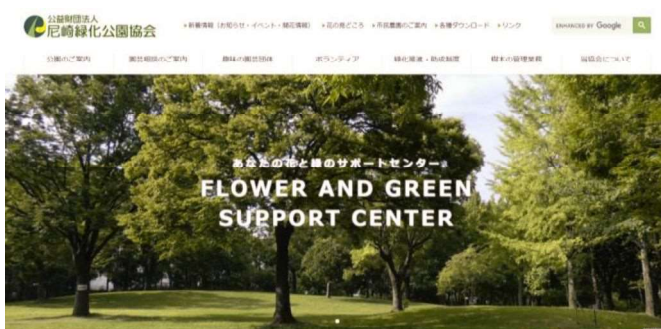 公益財団法人
尼崎緑化公園協会
新着情報（お知らせ・イベント・開花情報）
花の見どころ
市民農園のご案内
各種ダウンロード
リンク
ENHANCED BY Google
公園のご案内
園芸相談のご案内
趣味の園芸団体
ボランティア
緑化推進・助成制度
樹木の管理業務
当協会について
あなたの花と緑のサポートセンター
FLOWER AND GREEN
SUPPORT CENTER